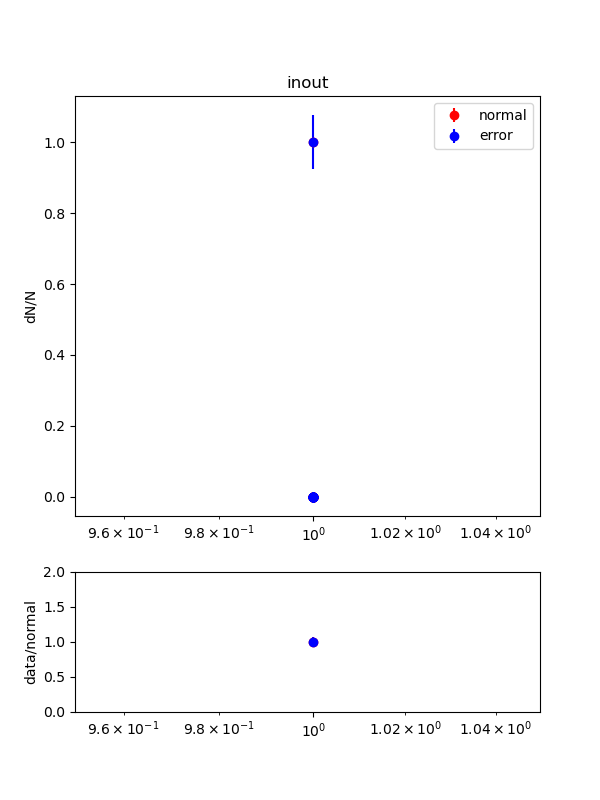 inout
normal
error
dN/N
1.0
0.8
0.6
0.4
0.2
0.0
9.6 × 10⁻¹ 9.8 × 10⁻¹ 10⁰ 1.02 × 10⁰ 1.04 × 10⁰
data/normal
2.0
1.5
1.0
0.5
0.0
9.6 × 10⁻¹ 9.8 × 10⁻¹ 10⁰ 1.02 × 10⁰ 1.04 × 10⁰